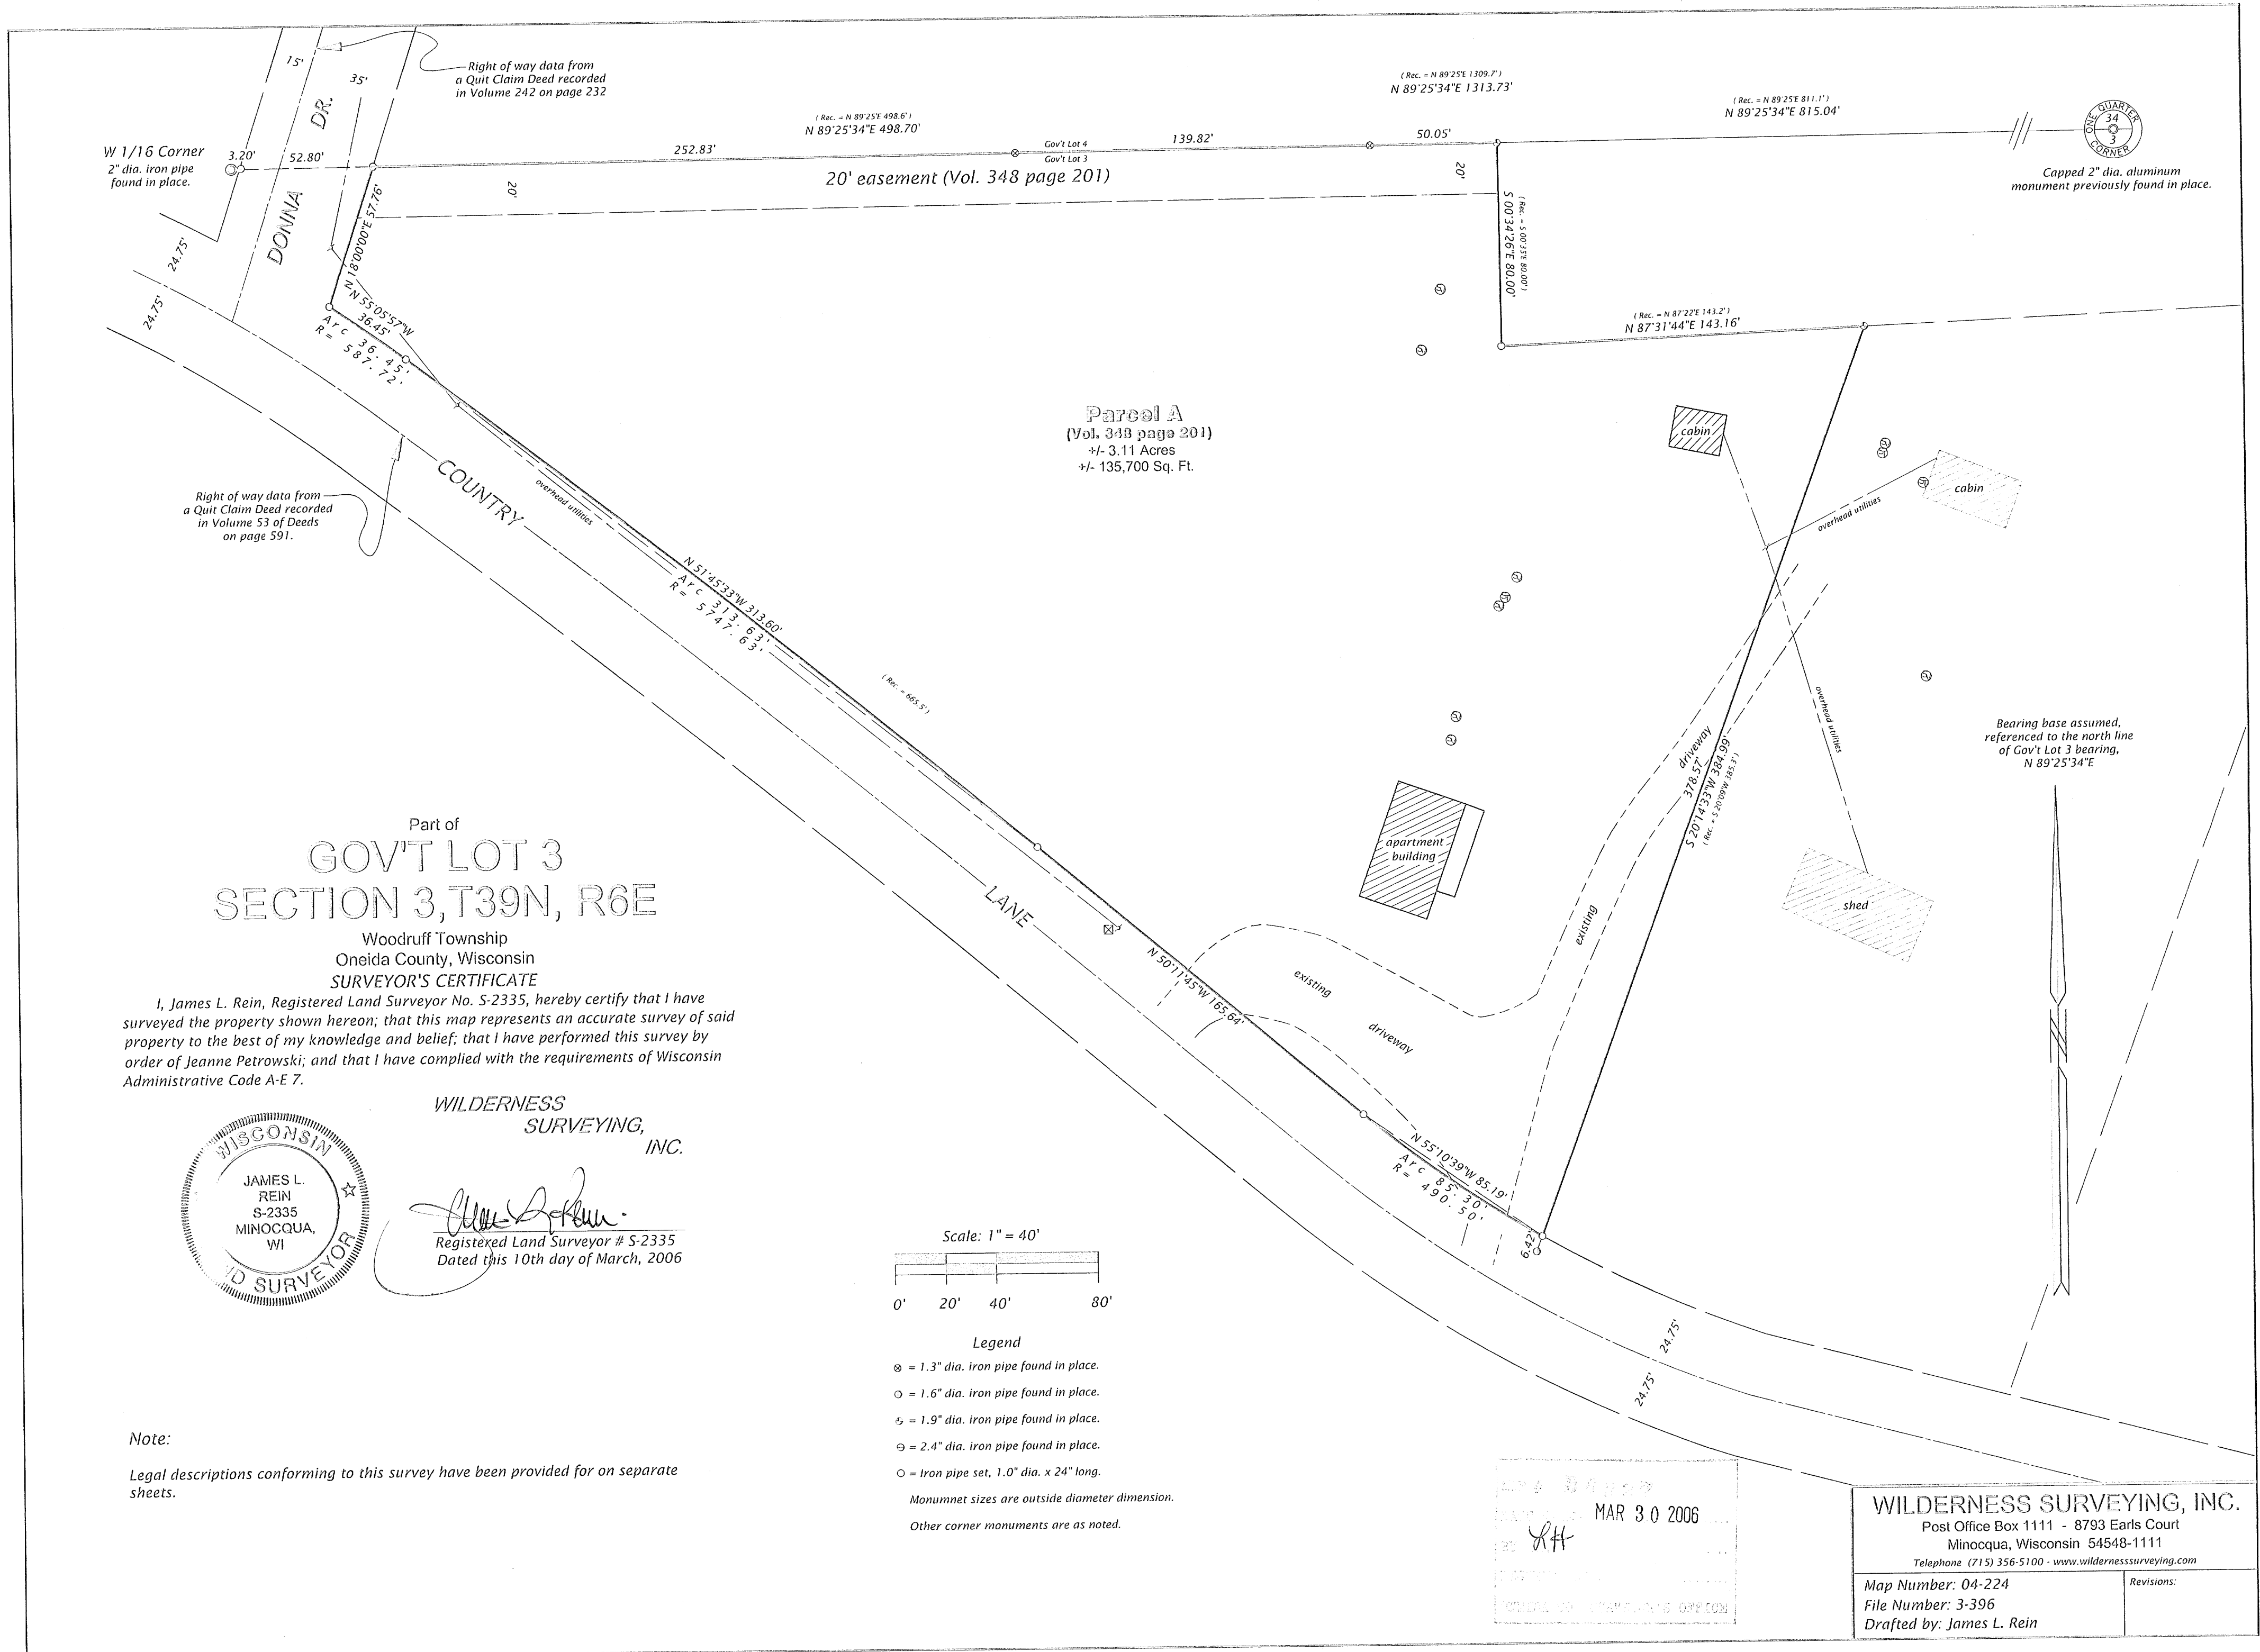 15'
35'
Right of way data from
a Quit Claim Deed recorded
in Volume 242 on page 232
DONNA DR.
W 1/16 Corner
2" dia. iron pipe
found in place.
3.20'
52.80'
( Rec. = N 89°25'E 498.6' )
N 89°25'34"E 498.70'
252.83'
Gov't Lot 4
Gov't Lot 3
139.82'
( Rec. = N 89°25'E 1309.7' )
N 89°25'34"E 1313.73'
50.05'
( Rec. = N 89°25'E 811.1' )
N 89°25'34"E 815.04'
ONE QUARTER
34
3
CORNER
Capped 2" dia. aluminum
monument previously found in place.
20' easement (Vol. 348 page 201)
20'
20'
N 18°00'00"E 57.76'
24.75'
24.75'
S 00°34'26"E 80.00'
( Rec. = S 00°35'E 80.00' )
( Rec. = N 87°22'E 143.2' )
N 87°31'44"E 143.16'
N 55°05'57"W
36.45'
Arc 36.45'
R= 587.72'
Parcel A
(Vol. 348 page 201)
+/- 3.11 Acres
+/- 135,700 Sq. Ft.
cabin
cabin
overhead utilities
COUNTRY
overhead utilities
Right of way data from
a Quit Claim Deed recorded
in Volume 53 of Deeds
on page 591.
N 51°45'33"W 313.60'
Arc 313.63'
R= 5747.63'
( Rec. = 665.5' )
overhead utilities
driveway
378.57'
S 20°14'33"W 384.99'
( Rec. = S 20°09'W 385.3' )
Bearing base assumed,
referenced to the north line
of Gov't Lot 3 bearing,
N 89°25'34"E
apartment
building
shed
LANE
existing
N 50°11'45"W 165.64'
existing
driveway
N 55°10'39"W 85.19'
Arc 85.30'
R= 490.50'
6.42'
24.75'
24.75'
Part of
GOV'T LOT 3
SECTION 3, T39N, R6E
Woodruff Township
Oneida County, Wisconsin
SURVEYOR'S CERTIFICATE
I, James L. Rein, Registered Land Surveyor No. S-2335, hereby certify that I have
surveyed the property shown hereon; that this map represents an accurate survey of said
property to the best of my knowledge and belief; that I have performed this survey by
order of Jeanne Petrowski; and that I have complied with the requirements of Wisconsin
Administrative Code A-E 7.
WILDERNESS
SURVEYING,
INC.
WISCONSIN
JAMES L.
REIN
S-2335
MINOCQUA,
WI
ND SURVEYOR
Registered Land Surveyor # S-2335
Dated this 10th day of March, 2006
Scale: 1" = 40'
0' 20' 40' 80'
Legend
= 1.3" dia. iron pipe found in place.
= 1.6" dia. iron pipe found in place.
= 1.9" dia. iron pipe found in place.
= 2.4" dia. iron pipe found in place.
= Iron pipe set, 1.0" dia. x 24" long.
Monumnet sizes are outside diameter dimension.
Other corner monuments are as noted.
Note:
Legal descriptions conforming to this survey have been provided for on separate
sheets.
MAR 30 2006
LH
OFFICE
WILDERNESS SURVEYING, INC.
Post Office Box 1111 - 8793 Earls Court
Minocqua, Wisconsin 54548-1111
Telephone (715) 356-5100 - www.wildernesssurveying.com
Map Number: 04-224
File Number: 3-396
Drafted by: James L. Rein
Revisions: